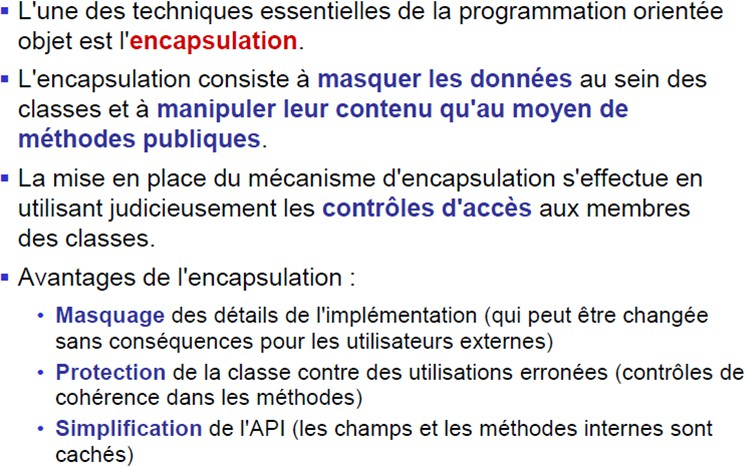 ▪ L'une des techniques essentielles de la programmation orientée
objet est l'encapsulation.
▪ L'encapsulation consiste à masquer les données au sein des
classes et à manipuler leur contenu qu'au moyen de
méthodes publiques.
▪ La mise en place du mécanisme d'encapsulation s'effectue en
utilisant judicieusement les contrôles d'accès aux membres
des classes.
▪ Avantages de l'encapsulation :
• Masquage des détails de l'implémentation (qui peut être changée
sans conséquences pour les utilisateurs externes)
• Protection de la classe contre des utilisations erronées (contrôles de
cohérence dans les méthodes)
• Simplification de l'API (les champs et les méthodes internes sont
cachés)